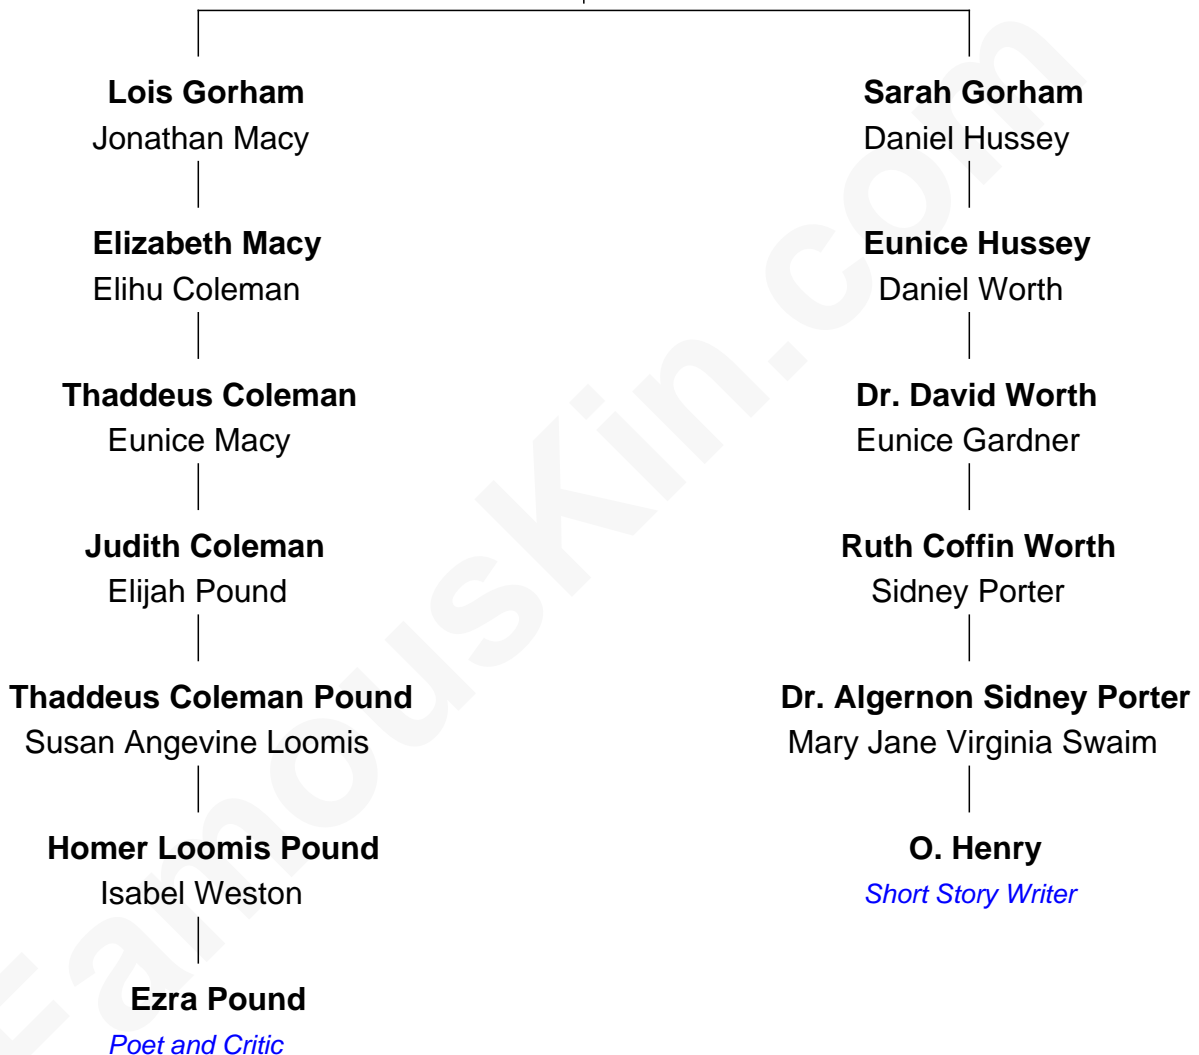 Lois Gorham
Jonathan Macy
Sarah Gorham
Daniel Hussey
Elizabeth Macy
Elihu Coleman
Eunice Hussey
Daniel Worth
Thaddeus Coleman
Eunice Macy
Dr. David Worth
Eunice Gardner
Judith Coleman
Elijah Pound
Ruth Coffin Worth
Sidney Porter
Thaddeus Coleman Pound
Susan Angevine Loomis
Dr. Algernon Sidney Porter
Mary Jane Virginia Swaim
Homer Loomis Pound
Isabel Weston
O. Henry
Short Story Writer
Ezra Pound
Poet and Critic
FamousKin.com